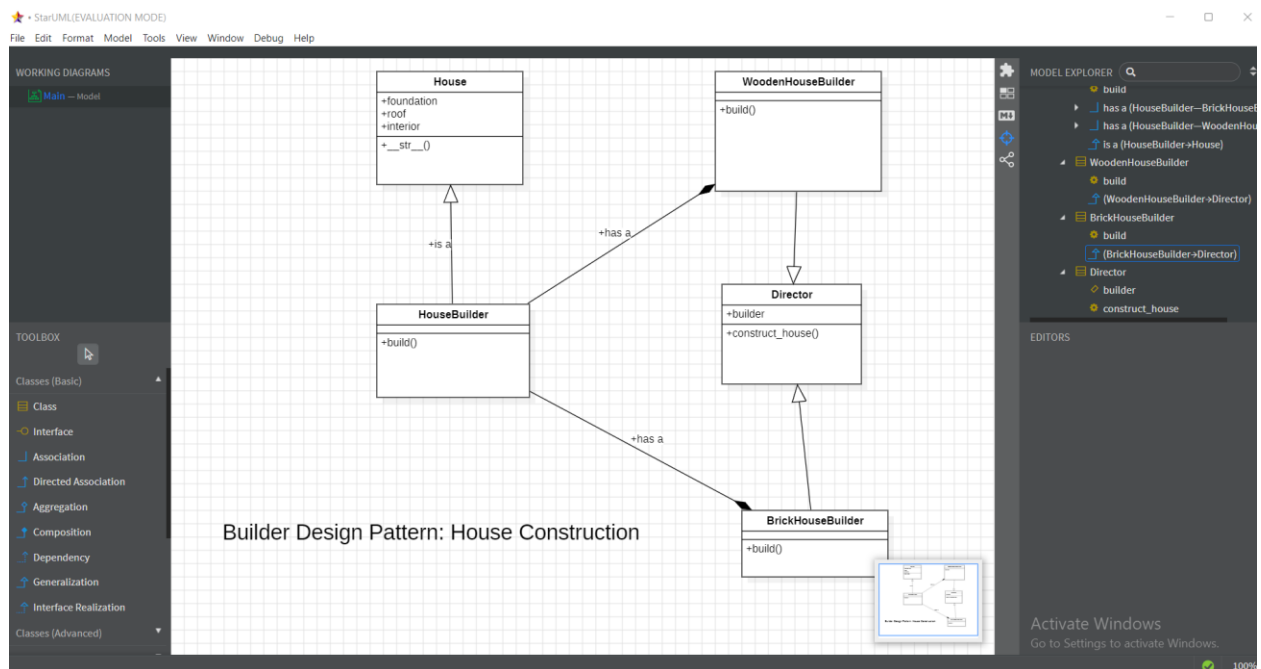 • StarUML(EVALUATION MODE)
File Edit Format Model Tools View Window Debug Help
WORKING DIAGRAMS
Main — Model
TOOLBOX
Classes (Basic)
Class
Interface
Association
Directed Association
Aggregation
Composition
Dependency
Generalization
Interface Realization
Classes (Advanced)
House
+foundation
+roof
+interior
+__str__()
WoodenHouseBuilder
+build()
+is a
+has a
HouseBuilder
+build()
Director
+builder
+construct_house()
+has a
BrickHouseBuilder
+build()
Builder Design Pattern: House Construction
MODEL EXPLORER
build
has a (HouseBuilder—BrickHouseE
has a (HouseBuilder—WoodenHou
is a (HouseBuilder→House)
WoodenHouseBuilder
build
(WoodenHouseBuilder→Director)
BrickHouseBuilder
build
(BrickHouseBuilder→Director)
Director
builder
construct_house
EDITORS
Activate Windows
Go to Settings to activate Windows.
100%